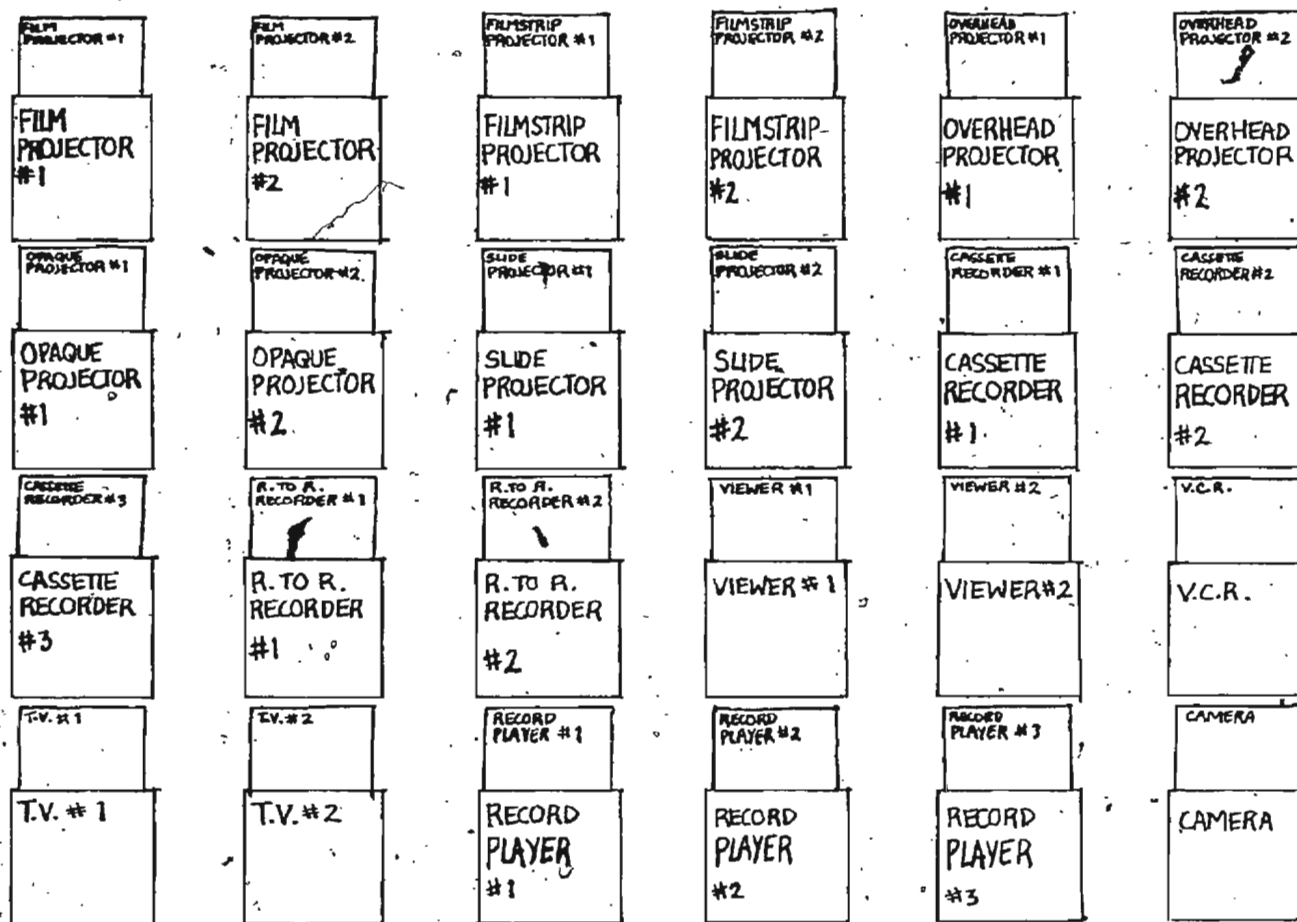 FILM
PROJECTOR #1
FILM
PROJECTOR #2
FILMSTRIP
PROJECTOR #1
FILMSTRIP
PROJECTOR #2
OVERHEAD
PROJECTOR #1
OVERHEAD
PROJECTOR #2
FILM
PROJECTOR
#1
FILM
PROJECTOR
#2
FILMSTRIP
PROJECTOR
#1
FILMSTRIP
PROJECTOR
#2
OVERHEAD
PROJECTOR
#1
OVERHEAD
PROJECTOR
#2
OPAQUE
PROJECTOR #1
OPAQUE
PROJECTOR #2
SLIDE
PROJECTOR #1
SLIDE
PROJECTOR #2
CASSETE
RECORDER #1
CASSETTE
RECORDER #2
OPAQUE
PROJECTOR
#1
OPAQUE
PROJECTOR
#2
SLIDE
PROJECTOR
#1
SLIDE
PROJECTOR
#2
CASSETTE
RECORDER
#1
CASSETTE
RECORDER
#2
CASSETTE
RECORDER #3
R. TO R.
RECORDER #1
R. TO R.
RECORDER #2
VIEWER #1
VIEWER #2
V.C.R.
CASSETTE
RECORDER
#3
R. TO R.
RECORDER
#1
R. TO R.
RECORDER
#2
VIEWER #1
VIEWER #2
V.C.R.
T.V. #1
T.V. #2
RECORD
PLAYER #1
RECORD
PLAYER #2
RECORD
PLAYER #3
CAMERA
T.V. #1
T.V. #2
RECORD
PLAYER
#1
RECORD
PLAYER
#2
RECORD
PLAYER
#3
CAMERA